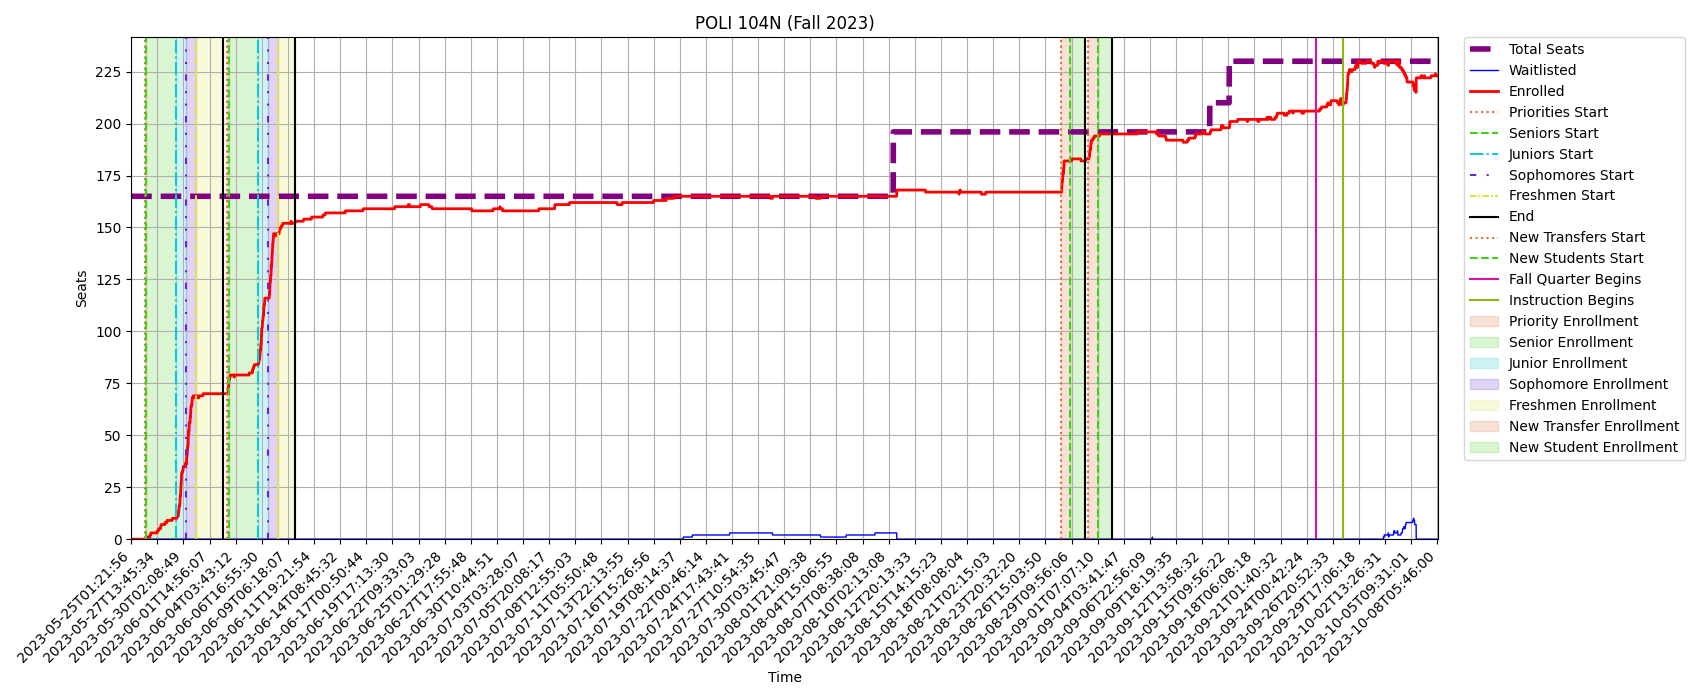 POLI 104N (Fall 2023)
Seats
225
200
175
150
125
100
75
50
25
0
2023-05-25T01:21:56
2023-05-27T13:45:34
2023-05-30T02:08:49
2023-06-01T14:56:07
2023-06-04T03:43:12
2023-06-06T16:55:30
2023-06-09T06:18:07
2023-06-11T19:21:54
2023-06-14T08:45:32
2023-06-17T00:50:44
2023-06-19T17:13:30
2023-06-22T09:33:03
2023-06-25T01:29:28
2023-06-27T17:55:48
2023-06-30T10:44:51
2023-07-03T03:28:07
2023-07-05T20:08:17
2023-07-08T12:55:03
2023-07-11T05:50:48
2023-07-13T22:13:55
2023-07-16T15:26:56
2023-07-19T08:14:37
2023-07-22T00:46:14
2023-07-24T17:43:41
2023-07-27T10:54:35
2023-07-30T03:45:47
2023-08-01T21:09:38
2023-08-04T15:06:55
2023-08-07T08:38:09
2023-08-10T02:13:08
2023-08-12T20:13:33
2023-08-15T14:15:23
2023-08-18T08:08:04
2023-08-21T02:15:03
2023-08-23T20:32:20
2023-08-26T15:03:50
2023-08-29T09:56:06
2023-09-01T07:07:10
2023-09-04T03:41:47
2023-09-06T22:56:09
2023-09-09T18:19:35
2023-09-12T13:58:32
2023-09-15T09:56:22
2023-09-18T06:08:18
2023-09-21T01:40:32
2023-09-24T00:42:24
2023-09-26T20:52:33
2023-09-29T17:06:18
2023-10-02T13:26:31
2023-10-05T09:31:01
2023-10-08T05:46:00
Time
Total Seats
Waitlisted
Enrolled
Priorities Start
Seniors Start
Juniors Start
Sophomores Start
Freshmen Start
End
New Transfers Start
New Students Start
Fall Quarter Begins
Instruction Begins
Priority Enrollment
Senior Enrollment
Junior Enrollment
Sophomore Enrollment
Freshmen Enrollment
New Transfer Enrollment
New Student Enrollment